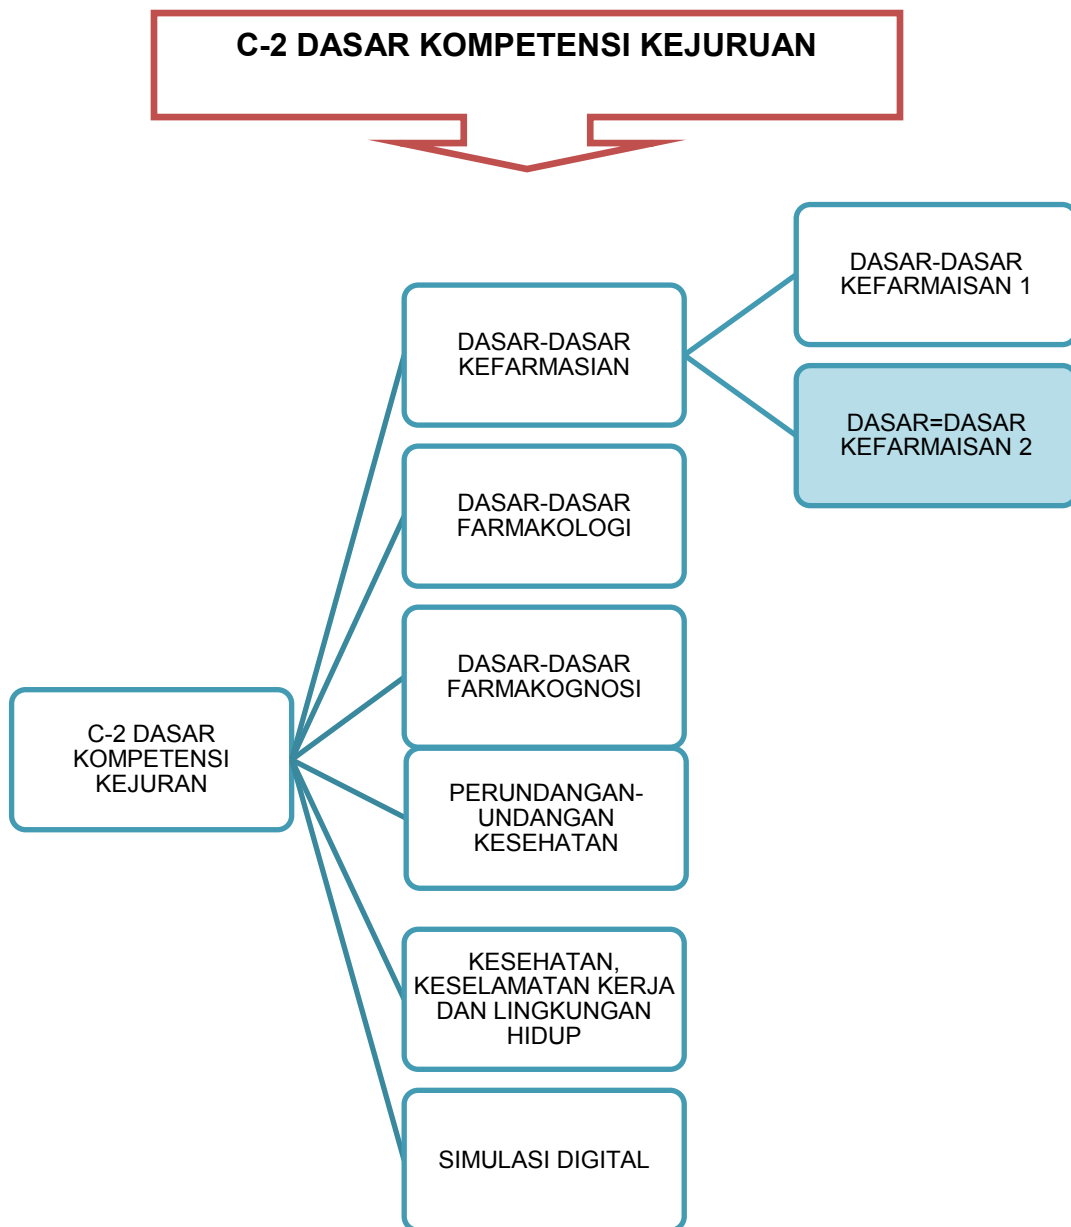 C-2 DASAR KOMPETENSI KEJURUAN
DASAR-DASAR
KEFARMAISAN 1
DASAR-DASAR
KEFARMASIAN
DASAR=DASAR
KEFARMAISAN 2
DASAR-DASAR
FARMAKOLOGI
DASAR-DASAR
FARMAKOGNOSI
C-2 DASAR
KOMPETENSI
KEJURAN
PERUNDANGAN-
UNDANGAN
KESEHATAN
KESEHATAN,
KESELAMATAN KERJA
DAN LINGKUNGAN
HIDUP
SIMULASI DIGITAL